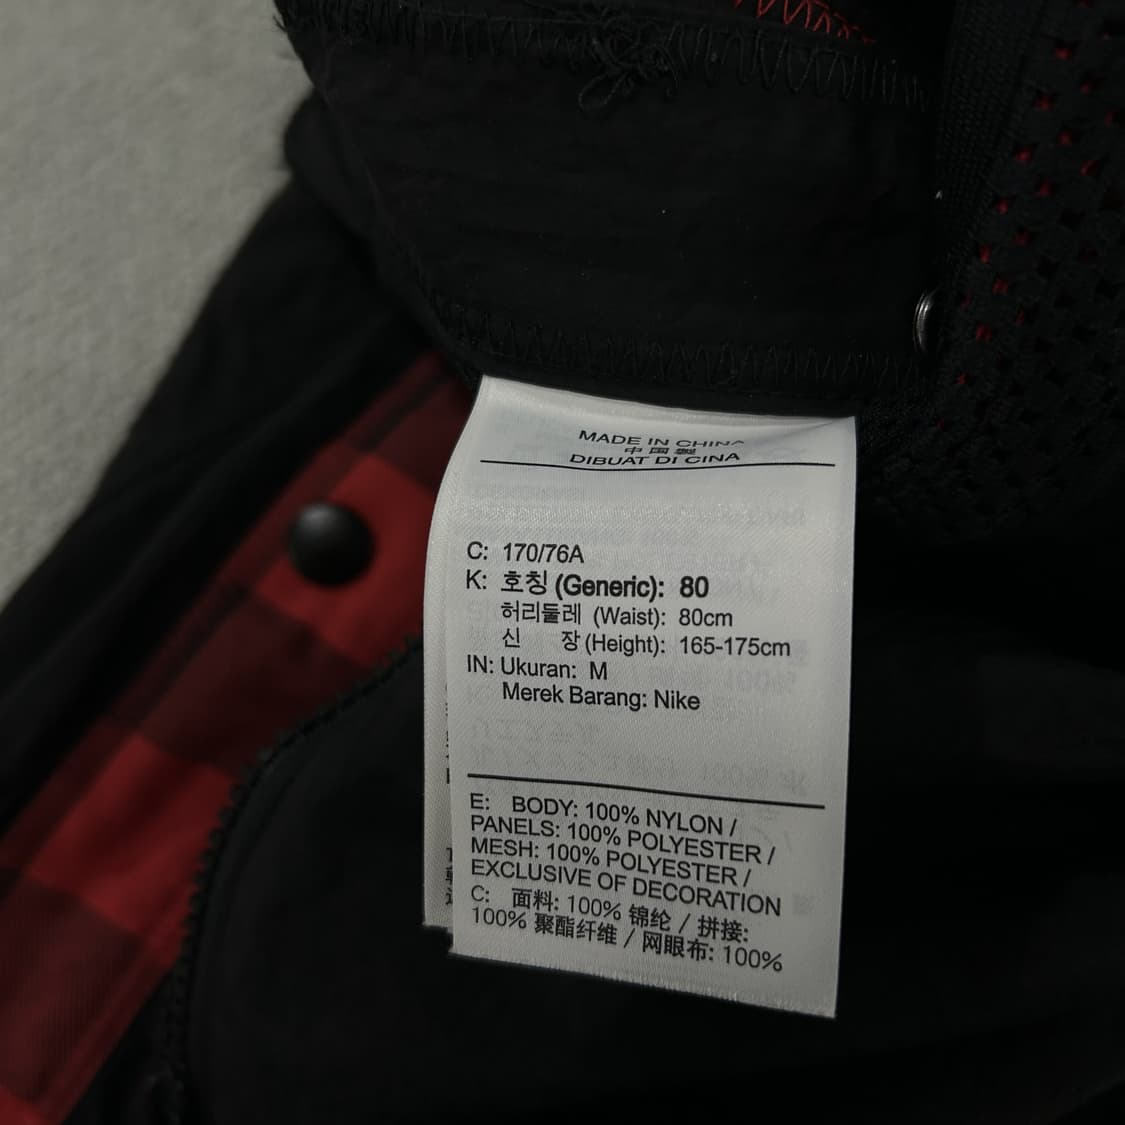 MADE IN CHINA
中国製
DIBUAT DI CINA
C: 170/76A
K: 호칭 (Generic): 80
허리둘레 (Waist): 80cm
신 장 (Height): 165-175cm
IN: Ukuran: M
Merek Barang: Nike
E: BODY: 100% NYLON /
PANELS: 100% POLYESTER /
MESH: 100% POLYESTER /
EXCLUSIVE OF DECORATION
C: 面料: 100% 锦纶 / 拼接:
100% 聚酯纤维 / 网眼布: 100%